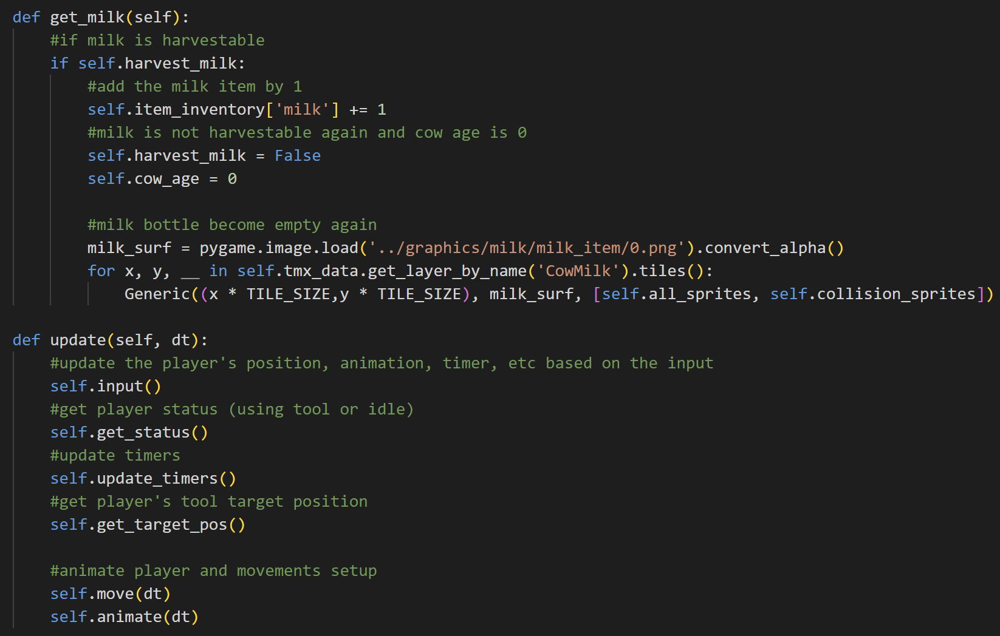 def get_milk(self):
    #if milk is harvestable
    if self.harvest_milk:
        #add the milk item by 1
        self.item_inventory['milk'] += 1
        #milk is not harvestable again and cow age is 0
        self.harvest_milk = False
        self.cow_age = 0

        #milk bottle become empty again
        milk_surf = pygame.image.load('../graphics/milk/milk_item/0.png').convert_alpha()
        for x, y, __ in self.tmx_data.get_layer_by_name('CowMilk').tiles():
            Generic((x * TILE_SIZE,y * TILE_SIZE), milk_surf, [self.all_sprites, self.collision_sprites])

def update(self, dt):
    #update the player's position, animation, timer, etc based on the input
    self.input()
    #get player status (using tool or idle)
    self.get_status()
    #update timers
    self.update_timers()
    #get player's tool target position
    self.get_target_pos()

    #animate player and movements setup
    self.move(dt)
    self.animate(dt)